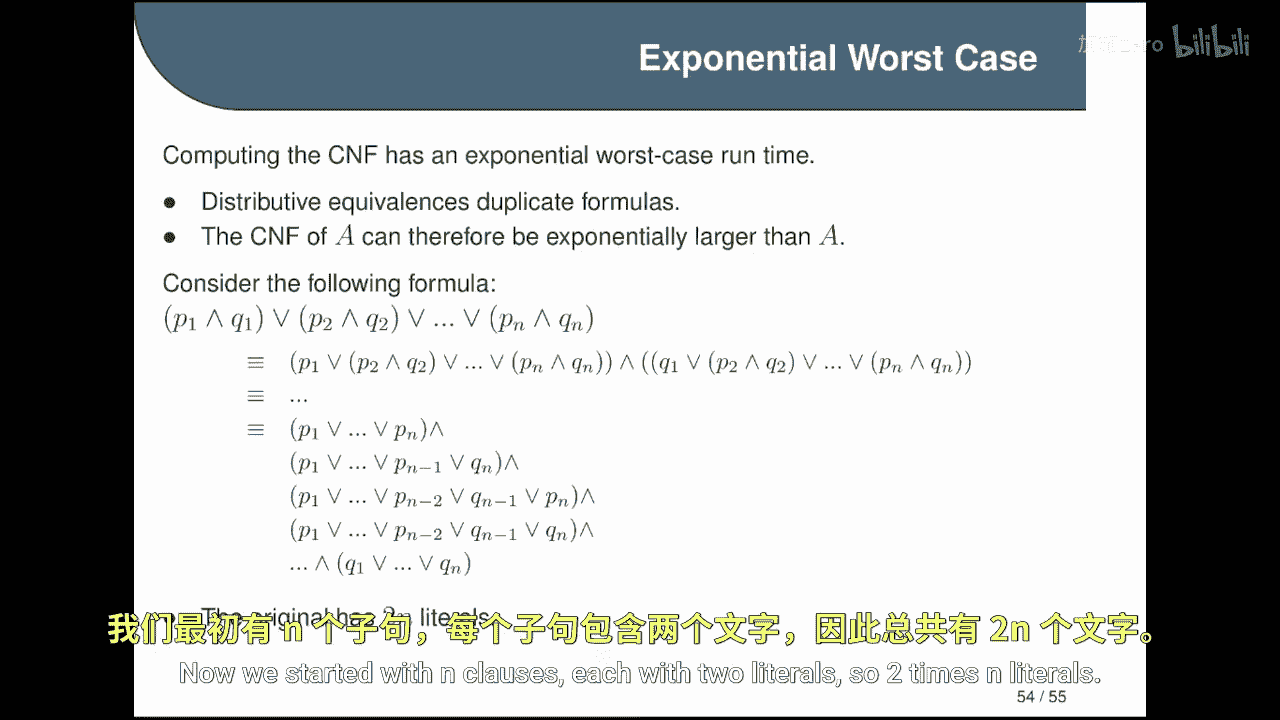 Exponential Worst Case
bilibili
Computing the CNF has an exponential worst-case run time.
● Distributive equivalences duplicate formulas.
● The CNF of A can therefore be exponentially larger than A.
Consider the following formula:
(p₁ ∧ q₁) ∨ (p₂ ∧ q₂) ∨ ... ∨ (pₙ ∧ qₙ)
≡ (p₁ ∨ (p₂ ∧ q₂) ∨ ... ∨ (pₙ ∧ qₙ)) ∧ ((q₁ ∨ (p₂ ∧ q₂) ∨ ... ∨ (pₙ ∧ qₙ))
≡ ...
≡ (p₁ ∨ ... ∨ pₙ)∧
(p₁ ∨ ... ∨ pₙ₋₁ ∨ qₙ)∧
(p₁ ∨ ... ∨ pₙ₋₂ ∨ qₙ₋₁ ∨ pₙ)∧
(p₁ ∨ ... ∨ pₙ₋₂ ∨ qₙ₋₁ ∨ qₙ)∧
... ∧ (q₁ ∨ ... ∨ qₙ)
The original has 2n literals
我们最初有 n 个子句，每个子句包含两个文字，因此总共有 2n 个文字。
Now we started with n clauses, each with two literals, so 2 times n literals.
54 / 55